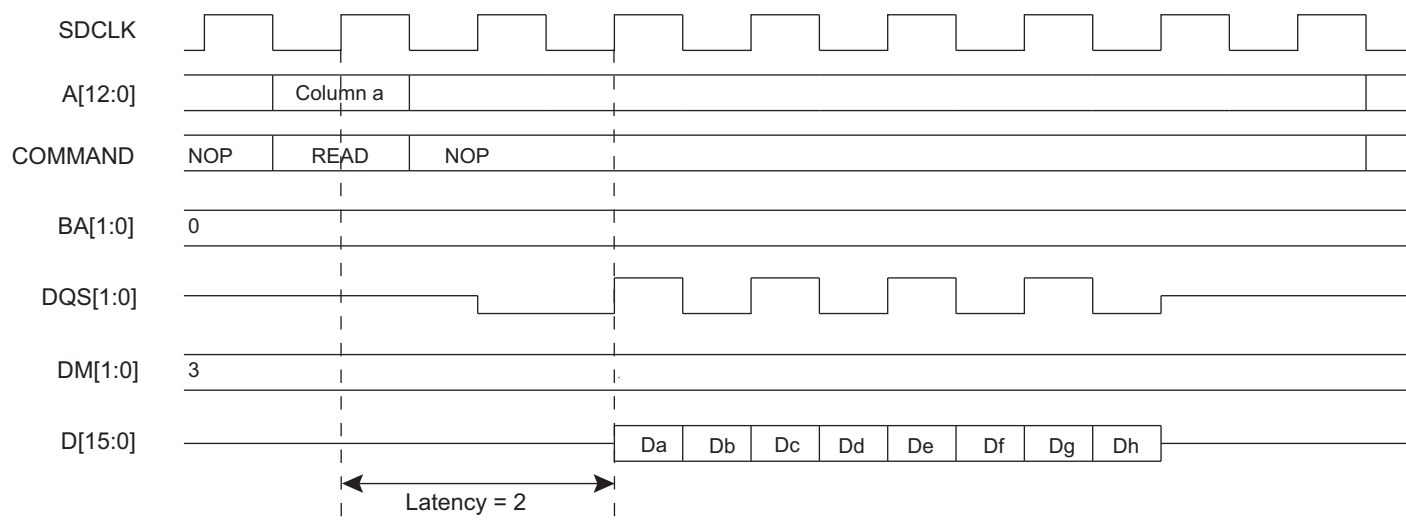 SDCLK
A[12:0] Column a
COMMAND NOP READ NOP
BA[1:0] 0
DQS[1:0]
DM[1:0] 3
D[15:0] Da Db Dc Dd De Df Dg Dh
Latency = 2